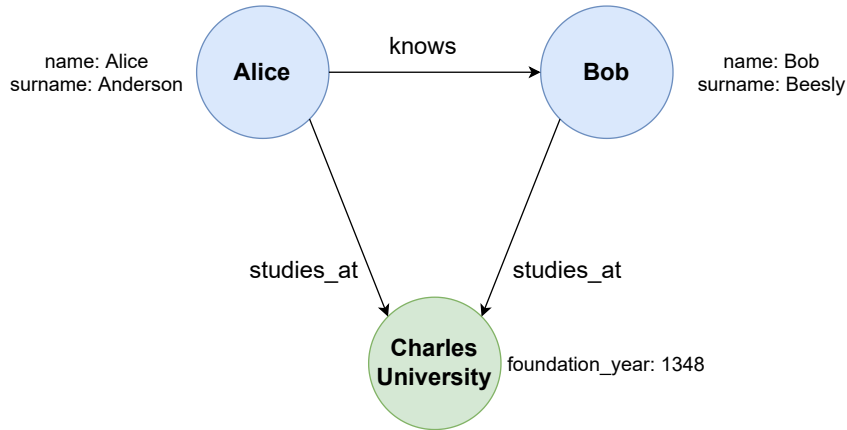 name: Alice
surname: Anderson
Alice
knows
Bob
name: Bob
surname: Beesly
studies_at
studies_at
Charles
University
foundation_year: 1348